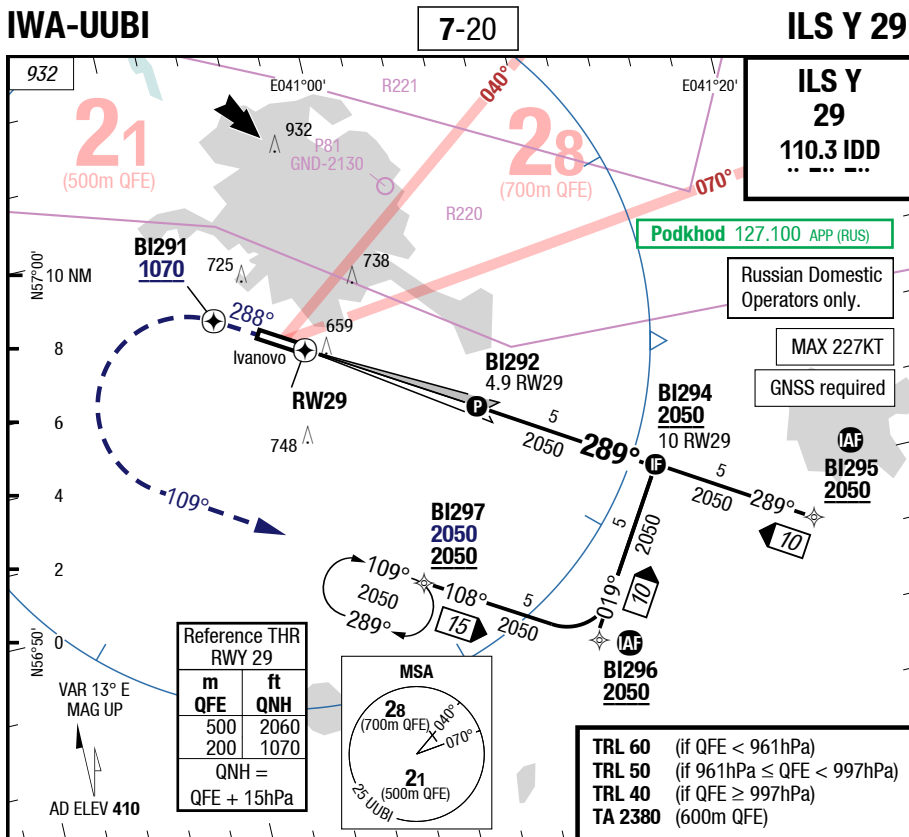 IWA-UUBI
7-20
ILS Y 29
932
E041°00'
R221
040°
E041°20'
ILS Y
29
110.3 IDD
21
(500m QFE)
932
P81
GND-2130
28
(700m QFE)
070°
R220
Podkhod 127.100 APP (RUS)
N57°00'
10 NM
BI291
1070
725
738
Russian Domestic
Operators only.
288°
659
8
Ivanovo
MAX 227KT
BI292
4.9 RW29
GNSS required
RW29
BI294
2050
10 RW29
6
748
5
2050
289°
IAF
BI295
2050
P
IF
5
2050
289°
10
4
109°
BI297
2050
2050
5
2050
2
109°
2050
289°
108°
5
2050
15
019°
10
0
N56°50'
IAF
BI296
2050
Reference THR
RWY 29
m ft
QFE QNH
500 2060
200 1070
QNH =
QFE + 15hPa
VAR 13° E
MAG UP
AD ELEV 410
MSA
28
(700m QFE)
040°
070°
21
(500m QFE)
25 UUBI
TRL 60 (if QFE < 961hPa)
TRL 50 (if 961hPa ≤ QFE < 997hPa)
TRL 40 (if QFE ≥ 997hPa)
TA 2380 (600m QFE)